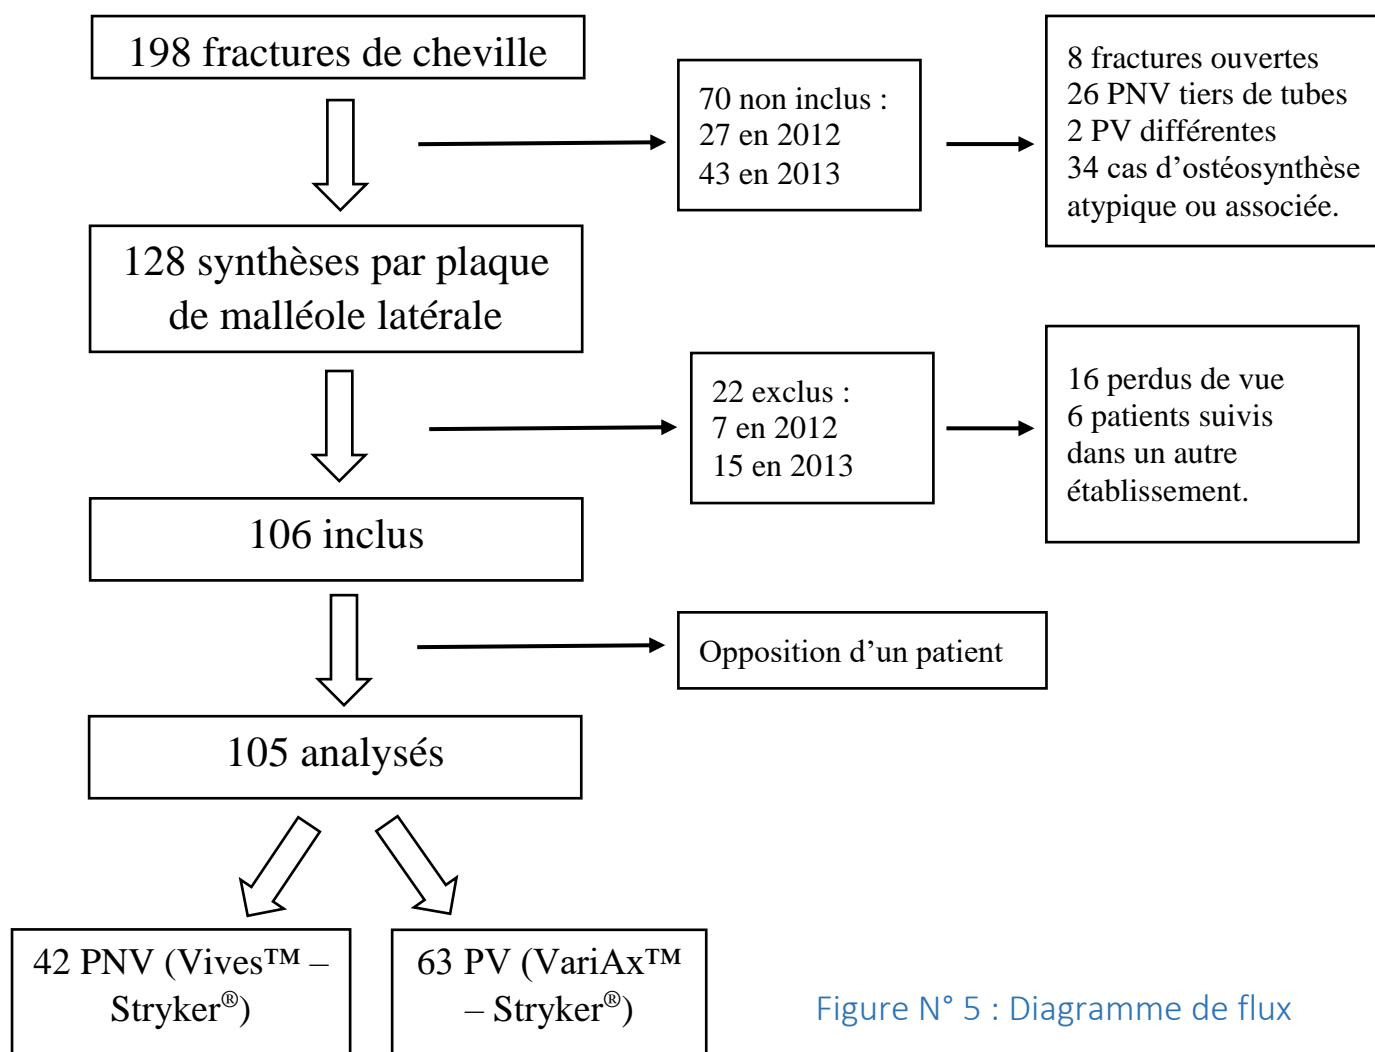 198 fractures de cheville
70 non inclus :
27 en 2012
43 en 2013
8 fractures ouvertes
26 PNV tiers de tubes
2 PV différentes
34 cas d’ostéosynthèse
atypique ou associée.
128 synthèses par plaque
de malléole latérale
22 exclus :
7 en 2012
15 en 2013
16 perdus de vue
6 patients suivis
dans un autre
établissement.
106 inclus
Opposition d’un patient
105 analysés
42 PNV (Vives™ –
Stryker®)
63 PV (VariAx™
– Stryker®)
Figure N° 5 : Diagramme de flux